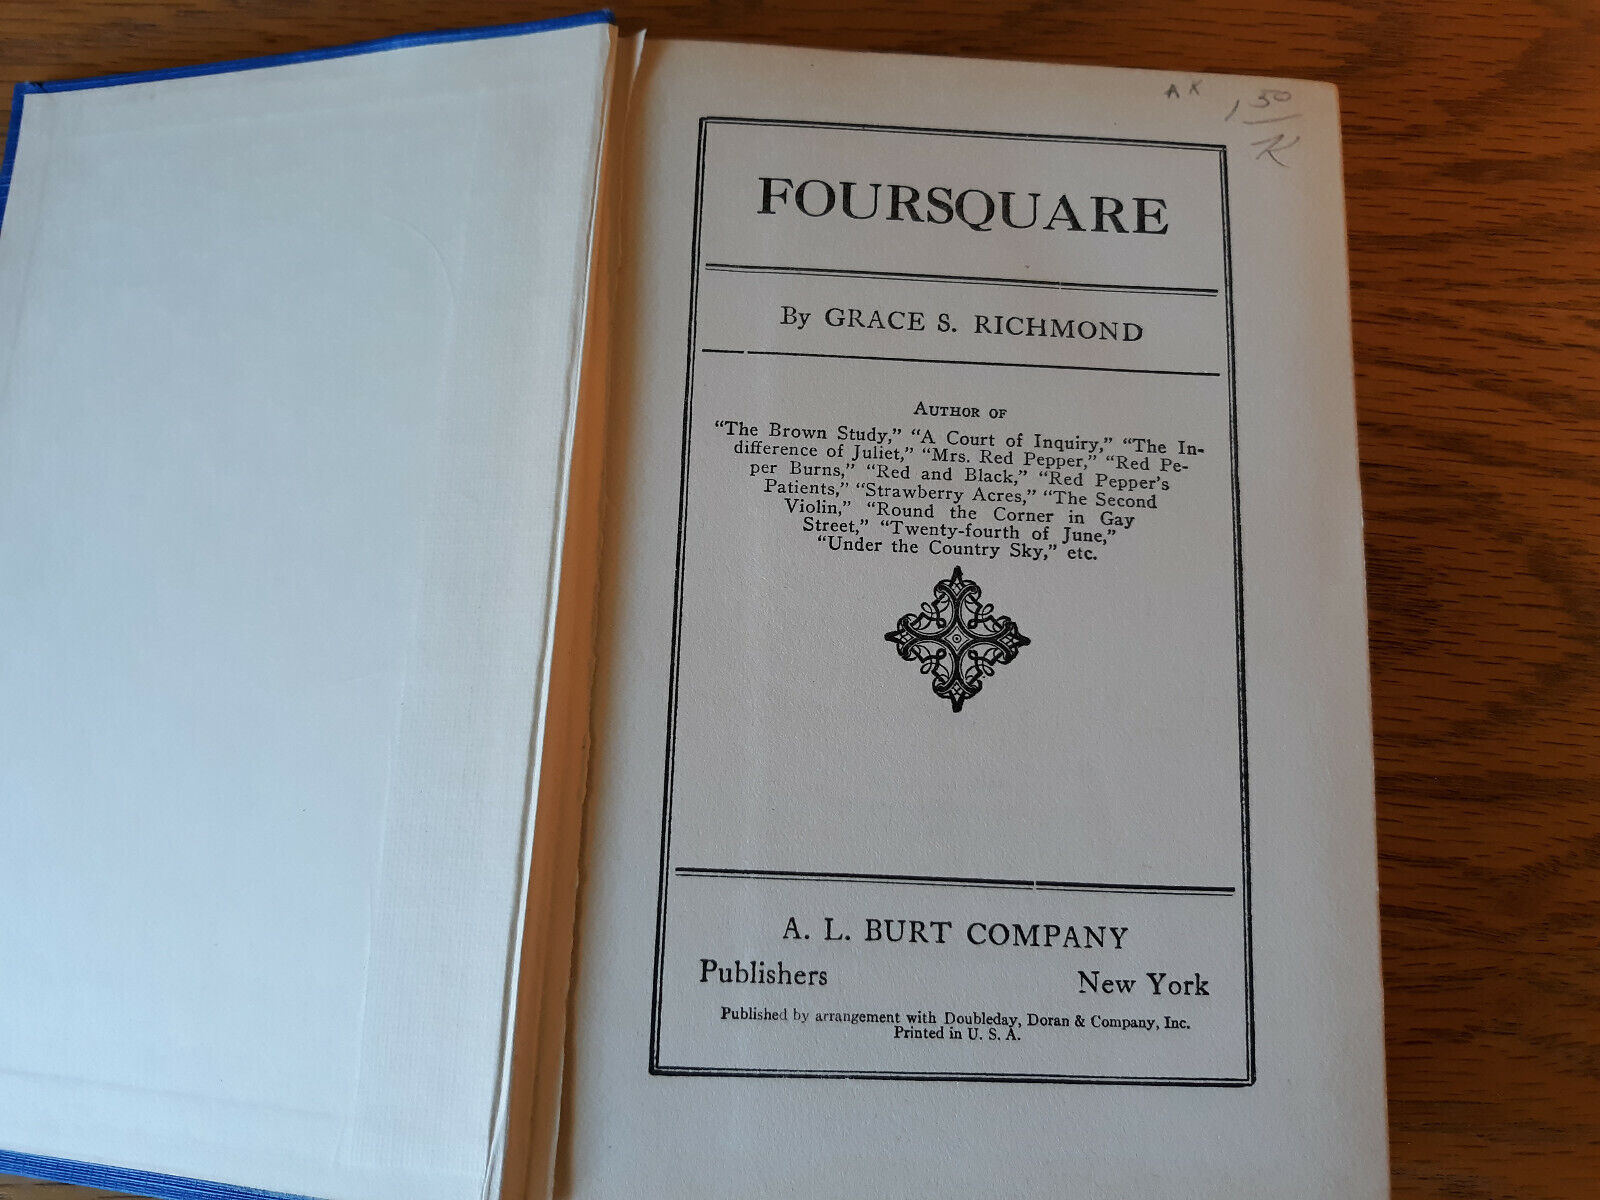 AK
1 50
K
FOURSQUARE
By GRACE S. RICHMOND
AUTHOR OF
“The Brown Study,” “A Court of Inquiry,” “The In-
difference of Juliet,” “Mrs. Red Pepper,” “Red Pe-
per Burns,” “Red and Black,” “Red Pepper’s
Patients,” “Strawberry Acres,” “The Second
Violin,” “Round the Corner in Gay
Street,” “Twenty-fourth of June,”
“Under the Country Sky,” etc.
A. L. BURT COMPANY
Publishers New York
Published by arrangement with Doubleday, Doran & Company, Inc.
Printed in U. S. A.